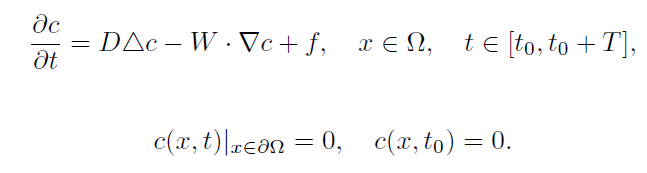 ∂c/∂t = D△c − W · ∇c + f, x ∈ Ω, t ∈ [t₀, t₀ + T],
c(x, t)|ₓ∈∂Ω = 0, c(x, t₀) = 0.